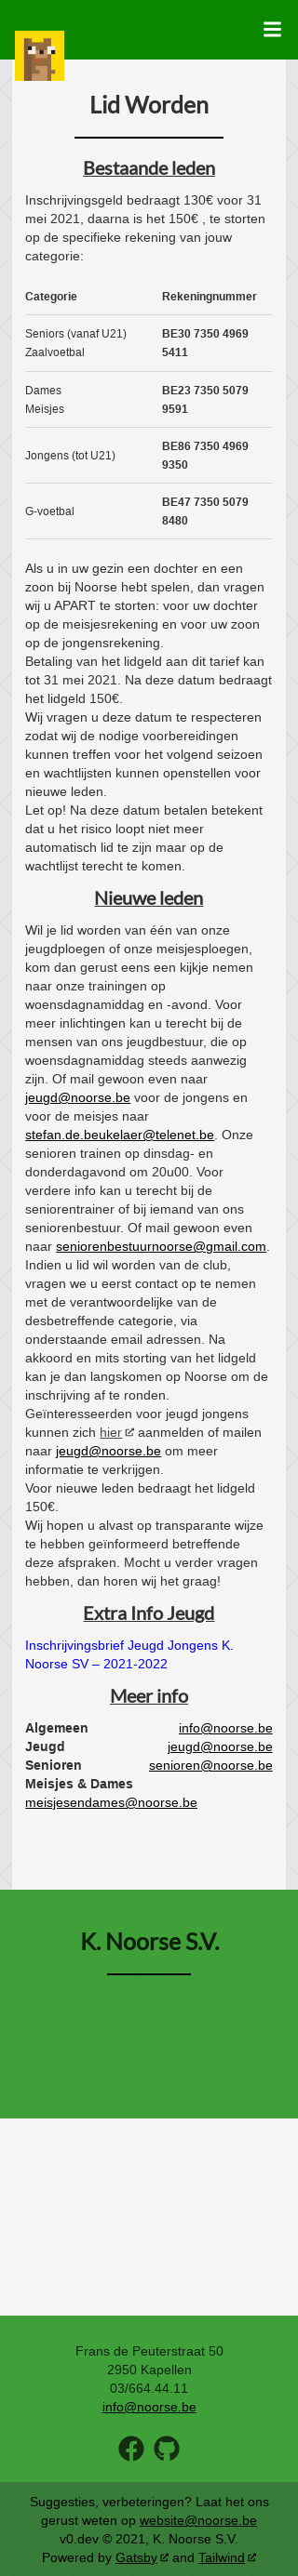 Lid Worden
Bestaande leden
Inschrijvingsgeld bedraagt 130€ voor 31
mei 2021, daarna is het 150€ , te storten
op de specifieke rekening van jouw
categorie:
Categorie Rekeningnummer
Seniors (vanaf U21)
Zaalvoetbal
BE30 7350 4969
5411
Dames
Meisjes
BE23 7350 5079
9591
Jongens (tot U21)
BE86 7350 4969
9350
G-voetbal
BE47 7350 5079
8480
Als u in uw gezin een dochter en een
zoon bij Noorse hebt spelen, dan vragen
wij u APART te storten: voor uw dochter
op de meisjesrekening en voor uw zoon
op de jongensrekening.
Betaling van het lidgeld aan dit tarief kan
tot 31 mei 2021. Na deze datum bedraagt
het lidgeld 150€.
Wij vragen u deze datum te respecteren
zodat wij de nodige voorbereidingen
kunnen treffen voor het volgend seizoen
en wachtlijsten kunnen openstellen voor
nieuwe leden.
Let op! Na deze datum betalen betekent
dat u het risico loopt niet meer
automatisch lid te zijn maar op de
wachtlijst terecht te komen.
Nieuwe leden
Wil je lid worden van één van onze
jeugdploegen of onze meisjesploegen,
kom dan gerust eens een kijkje nemen
naar onze trainingen op
woensdagnamiddag en -avond. Voor
meer inlichtingen kan u terecht bij de
mensen van ons jeugdbestuur, die op
woensdagnamiddag steeds aanwezig
zijn. Of mail gewoon even naar
jeugd@noorse.be voor de jongens en
voor de meisjes naar
stefan.de.beukelaer@telenet.be. Onze
senioren trainen op dinsdag- en
donderdagavond om 20u00. Voor
verdere info kan u terecht bij de
seniorentrainer of bij iemand van ons
seniorenbestuur. Of mail gewoon even
naar seniorenbestuurnoorse@gmail.com.
Indien u lid wil worden van de club,
vragen we u eerst contact op te nemen
met de verantwoordelijke van de
desbetreffende categorie, via
onderstaande email adressen. Na
akkoord en mits storting van het lidgeld
kan je dan langskomen op Noorse om de
inschrijving af te ronden.
Geïnteresseerden voor jeugd jongens
kunnen zich hier aanmelden of mailen
naar jeugd@noorse.be om meer
informatie te verkrijgen.
Voor nieuwe leden bedraagt het lidgeld
150€.
Wij hopen u alvast op transparante wijze
te hebben geïnformeerd betreffende
deze afspraken. Mocht u verder vragen
hebben, dan horen wij het graag!
Extra Info Jeugd
Inschrijvingsbrief Jeugd Jongens K.
Noorse SV – 2021-2022
Meer info
Algemeen info@noorse.be
Jeugd jeugd@noorse.be
Senioren senioren@noorse.be
Meisjes & Dames
meisjesendames@noorse.be
K. Noorse S.V.
Frans de Peuterstraat 50
2950 Kapellen
03/664.44.11
info@noorse.be
Suggesties, verbeteringen? Laat het ons
gerust weten op website@noorse.be
v0.dev © 2021, K. Noorse S.V.
Powered by Gatsby and Tailwind